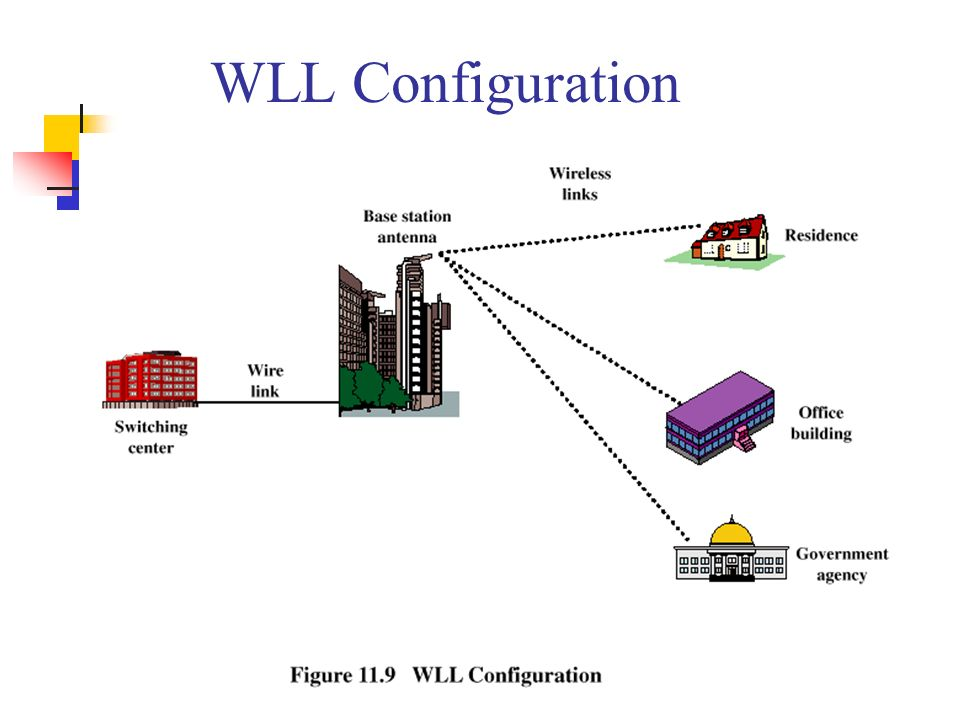 WLL Configuration
Wireless
links
Base station
antenna
Residence
Wire
link
Switching
center
Office
building
Government
agency
Figure 11.9 WLL Configuration